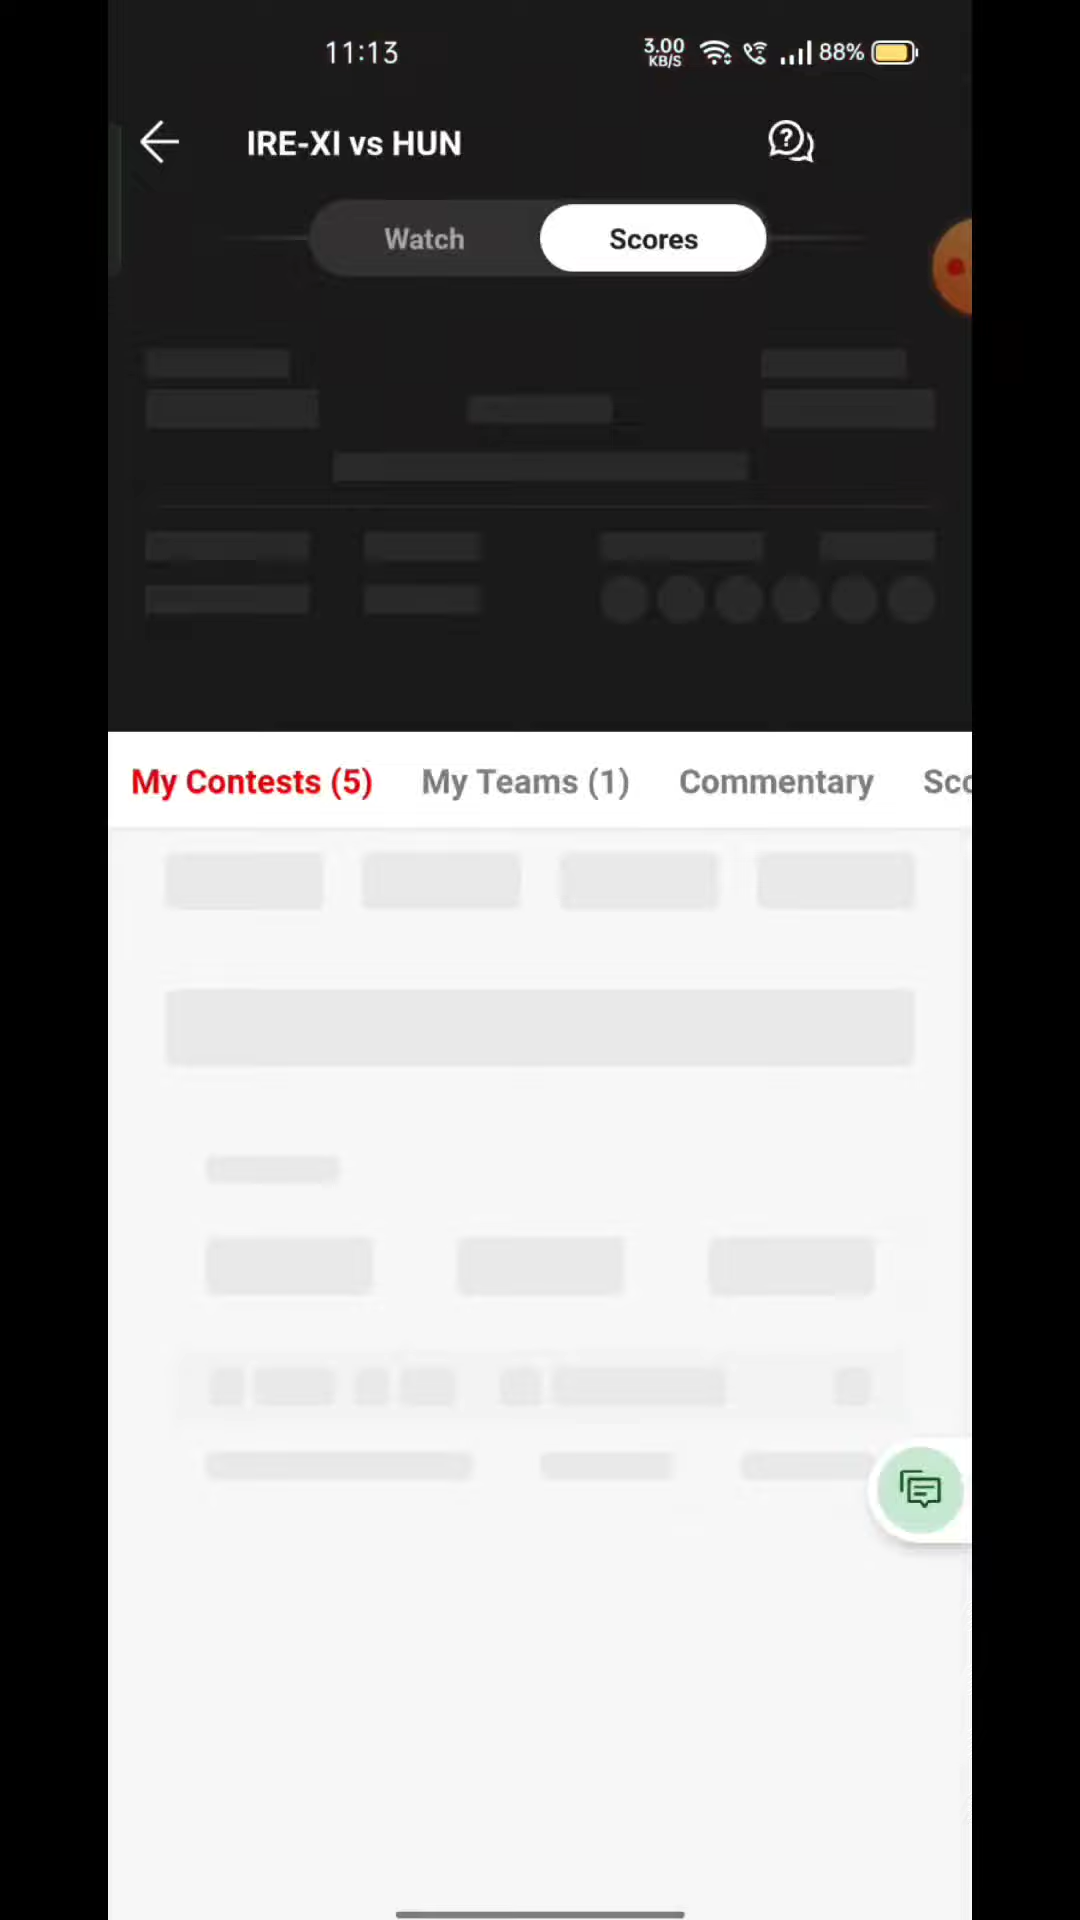 11:13
3.00
KB/S
88%
IRE-XI vs HUN
Watch
Scores
My Contests (5)
My Teams (1)
Commentary
Sco